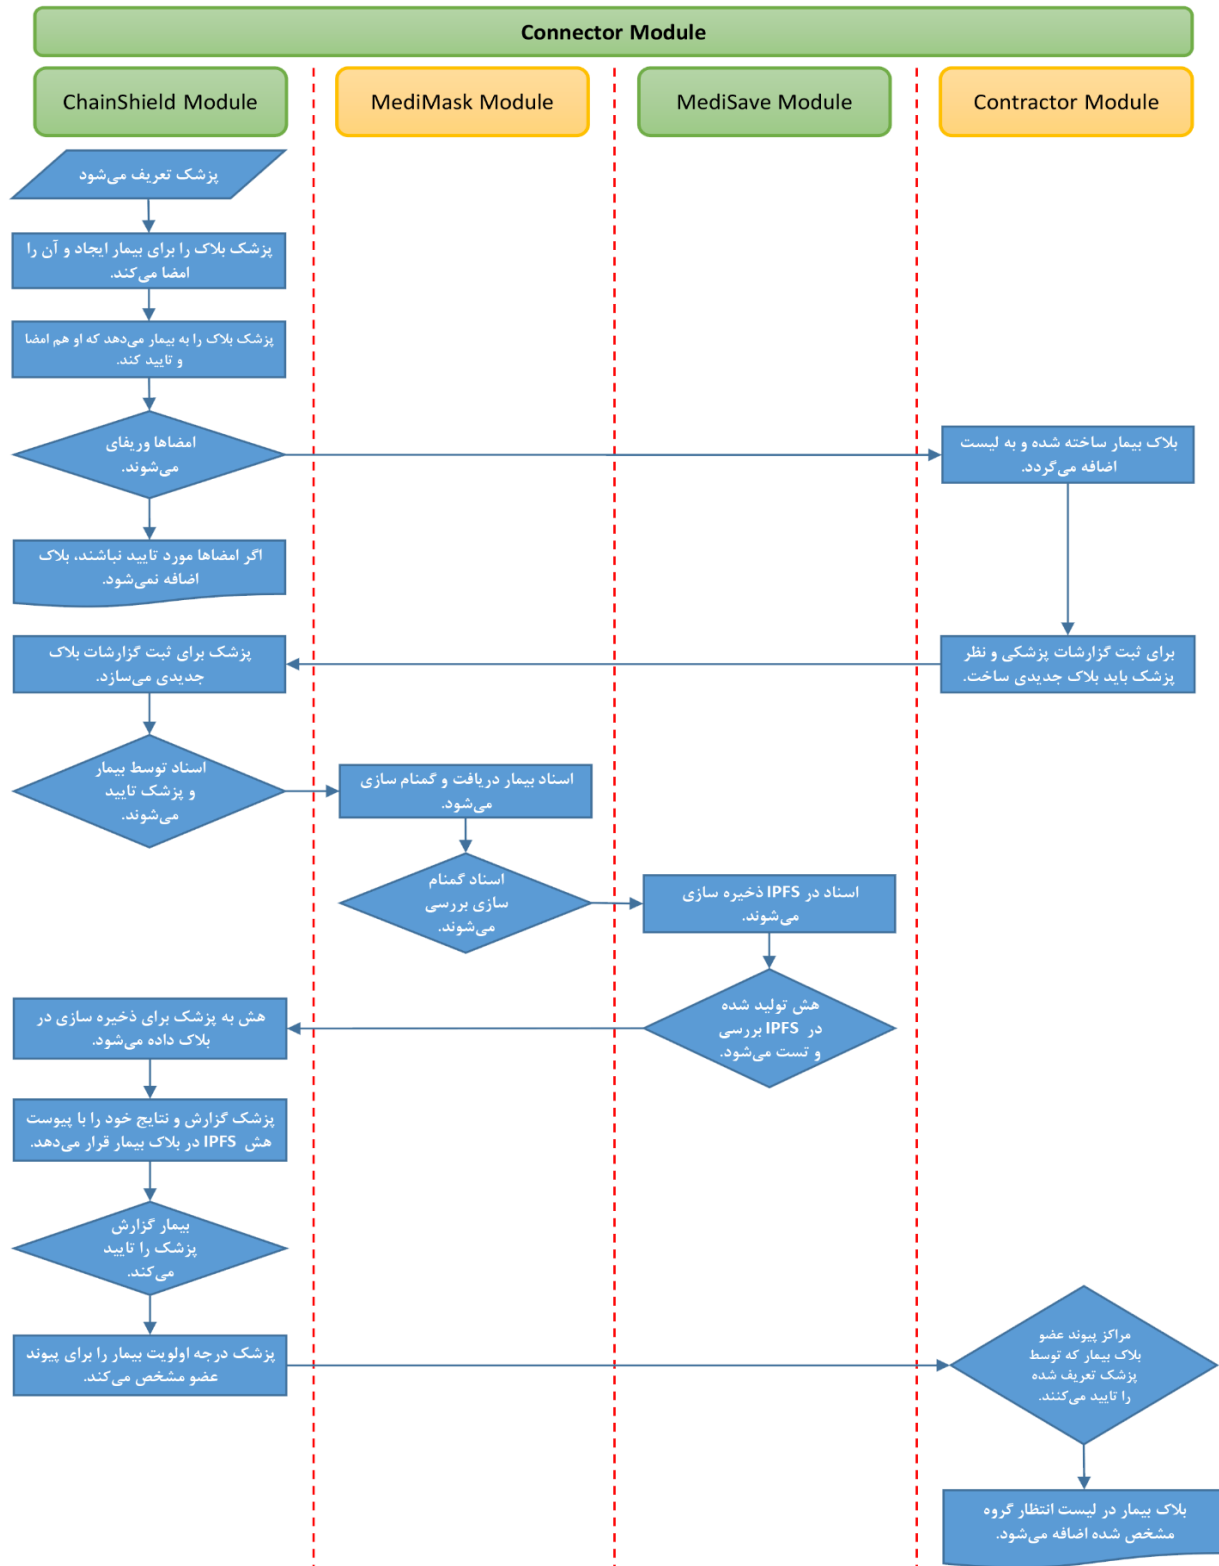 Connector Module
ChainShield Module
MediMask Module
MediSave Module
Contractor Module
پزشک تعریف می‌شود
پزشک بلاک را برای بیمار ایجاد و آن را
امضا می‌کند.
پزشک بلاک را به بیمار می‌دهد که او هم امضا
و تایید کند.
امضاها وریفای
می‌شوند.
بلاک بیمار ساخته شده و به لیست
اضافه می‌گردد.
اگر امضاها مورد تایید نباشند، بلاک
اضافه نمی‌شود.
برای ثبت گزارشات پزشکی و نظر
پزشک باید بلاک جدیدی ساخت.
پزشک برای ثبت گزارشات بلاک
جدیدی می‌سازد.
اسناد توسط بیمار
و پزشک تایید
می‌شوند.
اسناد بیمار دریافت و گمنام سازی
می‌شود.
اسناد گمنام
سازی بررسی
می‌شوند.
اسناد در IPFS ذخیره سازی
می‌شوند.
هش تولید شده
در IPFS بررسی
و تست می‌شود.
هش به پزشک برای ذخیره سازی در
بلاک داده می‌شود.
پزشک گزارش و نتایج خود را با پیوست
هش IPFS در بلاک بیمار قرار می‌دهد.
بیمار گزارش
پزشک را تایید
می‌کند.
پزشک درجه اولویت بیمار را برای پیوند
عضو مشخص می‌کند.
مراکز پیوند عضو
بلاک بیمار که توسط
پزشک تعریف شده
را تایید می‌کنند.
بلاک بیمار در لیست انتظار گروه
مشخص شده اضافه می‌شود.